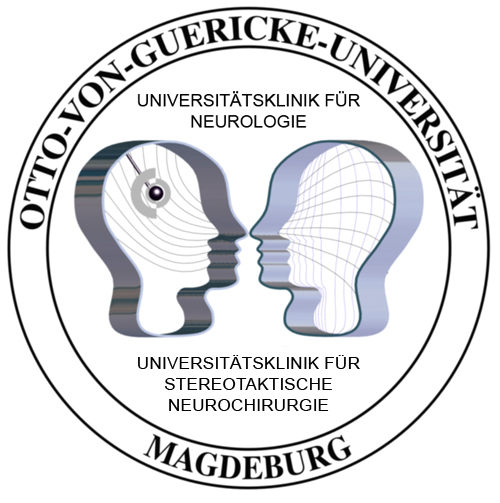 OTTO-VON-GUERICKE-UNIVERSITÄT
UNIVERSITÄTSKLINIK FÜR
NEUROLOGIE
UNIVERSITÄTSKLINIK FÜR
STEREOTAKTISCHE
NEUROCHIRURGIE
MAGDEBURG